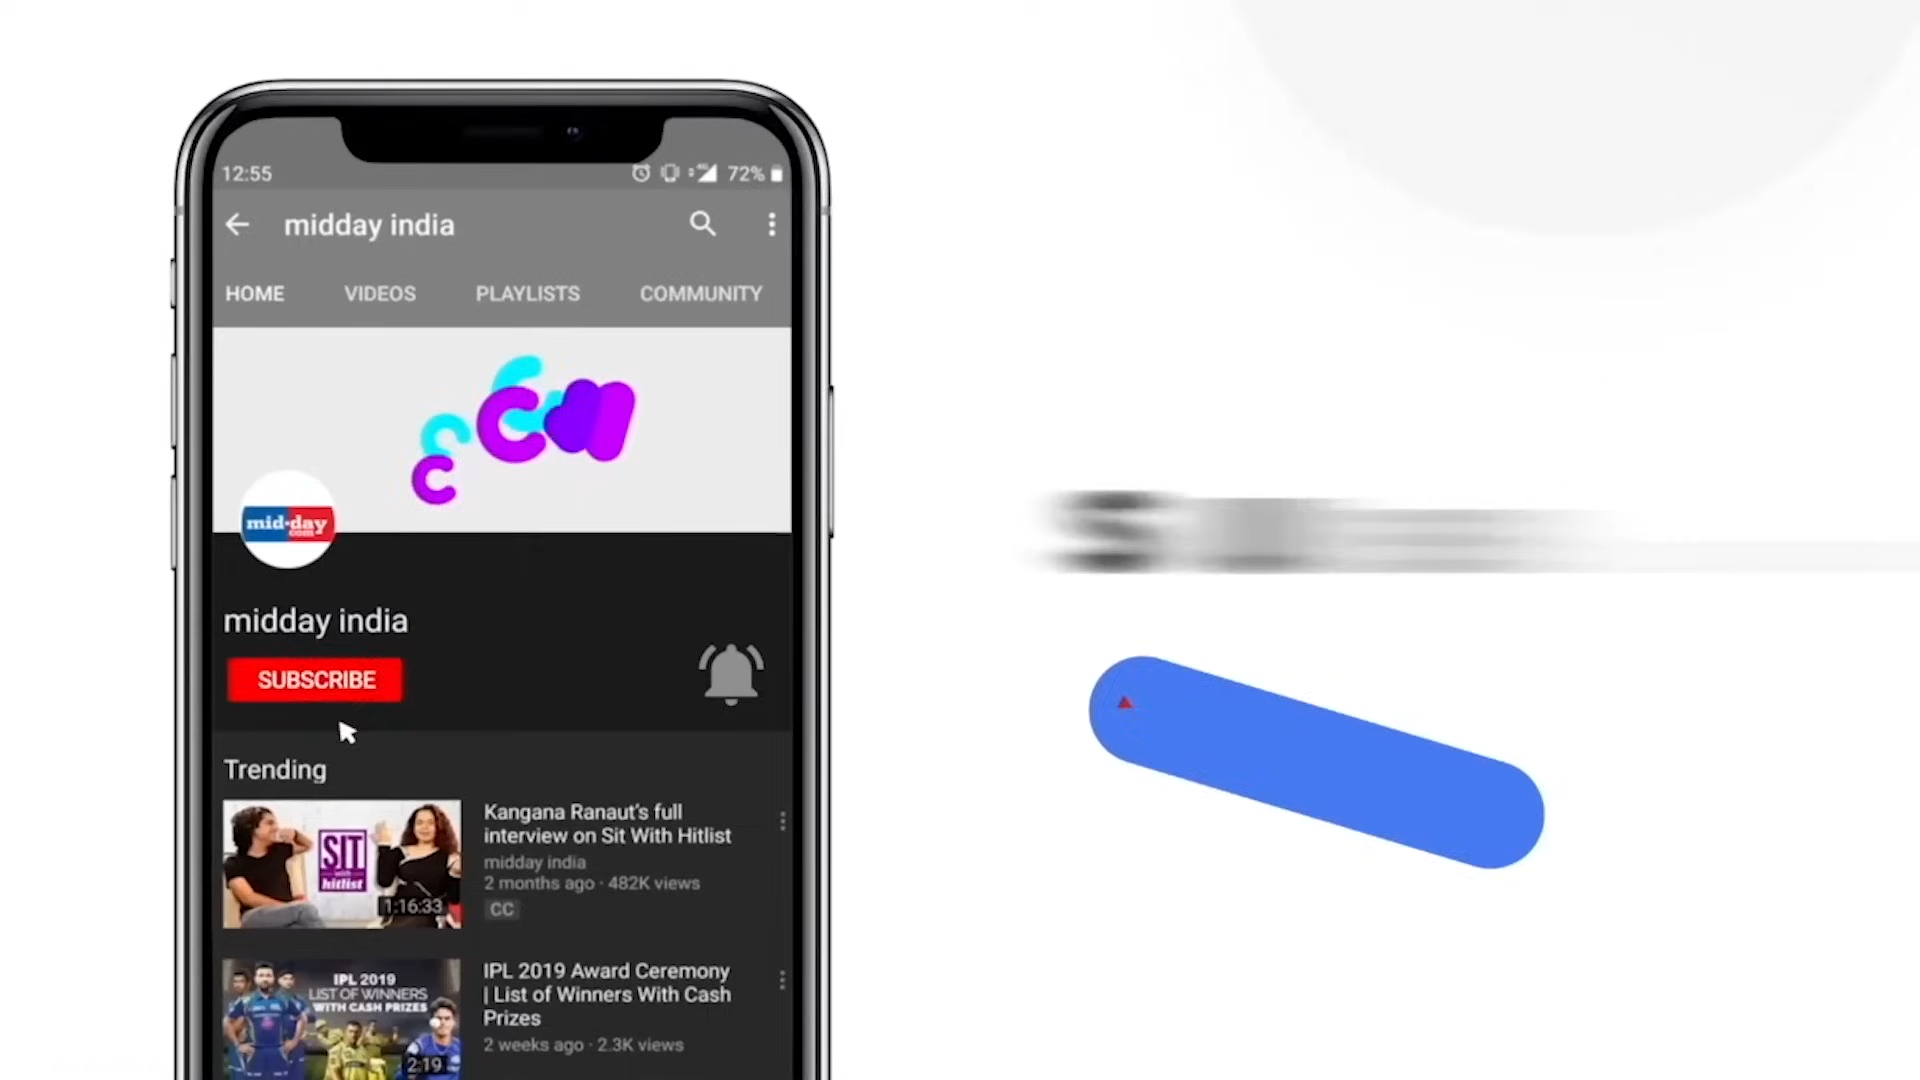 12:55
72%
midday india
HOME VIDEOS PLAYLISTS COMMUNITY
mid-day
com
midday india
SUBSCRIBE
Trending
SIT
with
hitlist
1:16:33
Kangana Ranaut's full
interview on Sit With Hitlist
midday india
2 months ago · 482K views
CC
IPL 2019
LIST OF WINNERS
WITH CASH PRIZES
2:19
IPL 2019 Award Ceremony
| List of Winners With Cash
Prizes
2 weeks ago · 2.3K views